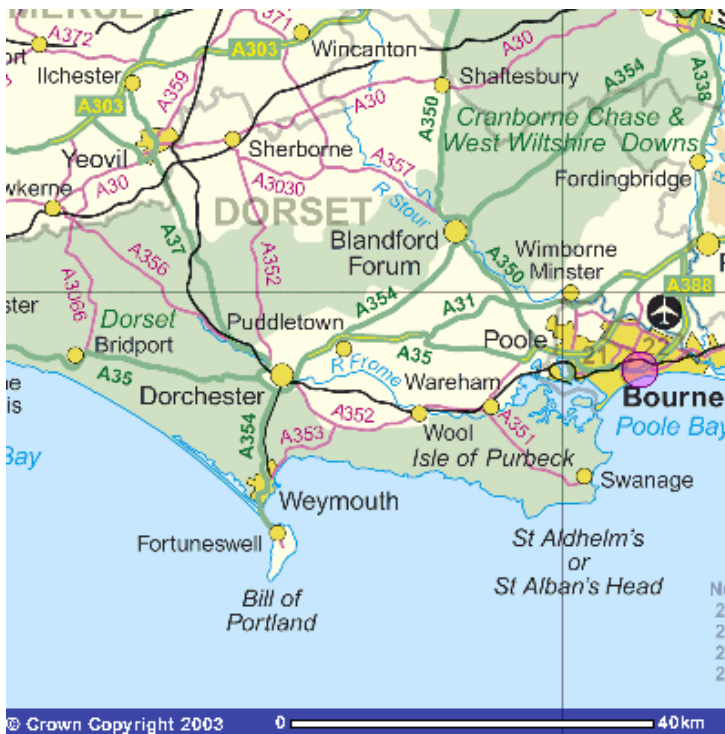 MERSET
A372
A303
A371
Wincanton
A30
A354
A338
Ilchester
A359
A303
Shaftesbury
A350
A30
Cranborne Chase &
West Wiltshire Downs
Yeovil
Sherborne
A357
Fordingbridge
wkerne
A30
A3030
R Stour
DORSET
A37
A352
Blandford
Forum
A350
Wimborne
Minster
A356
A3066
A388
ster
Dorset
Bridport
Puddletown
A354
A31
Poole
21
22
A35
A35
R Frome
Wareham
Dorchester
Bourne
is
A354
A352
A353
Wool
A351
Poole Bay
Bay
Isle of Purbeck
Swanage
Weymouth
Fortuneswell
St Aldhelm's
or
St Alban's Head
Bill of
Portland
© Crown Copyright 2003
0
40km